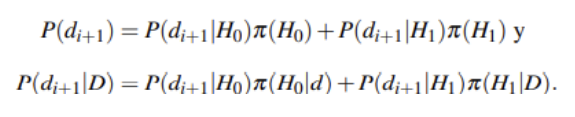 P(d_{i+1}) = P(d_{i+1}|H_0)π(H_0) + P(d_{i+1}|H_1)π(H_1) y
P(d_{i+1}|D) = P(d_{i+1}|H_0)π(H_0|d) + P(d_{i+1}|H_1)π(H_1|D).